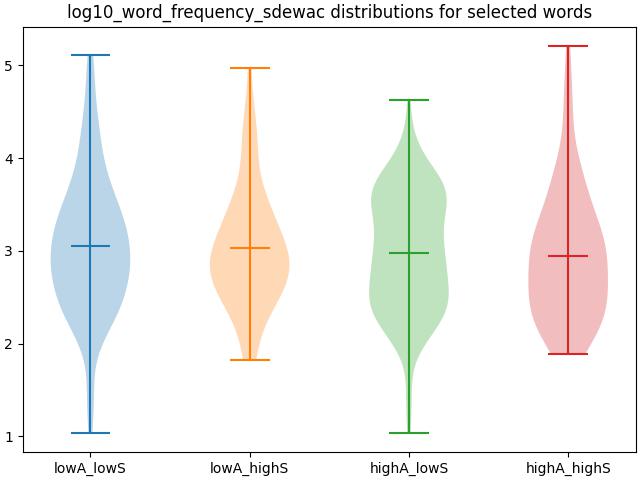 log10_word_frequency_sdewac distributions for selected words
5
4
3
2
1
lowA_lowS lowA_highS highA_lowS highA_highS